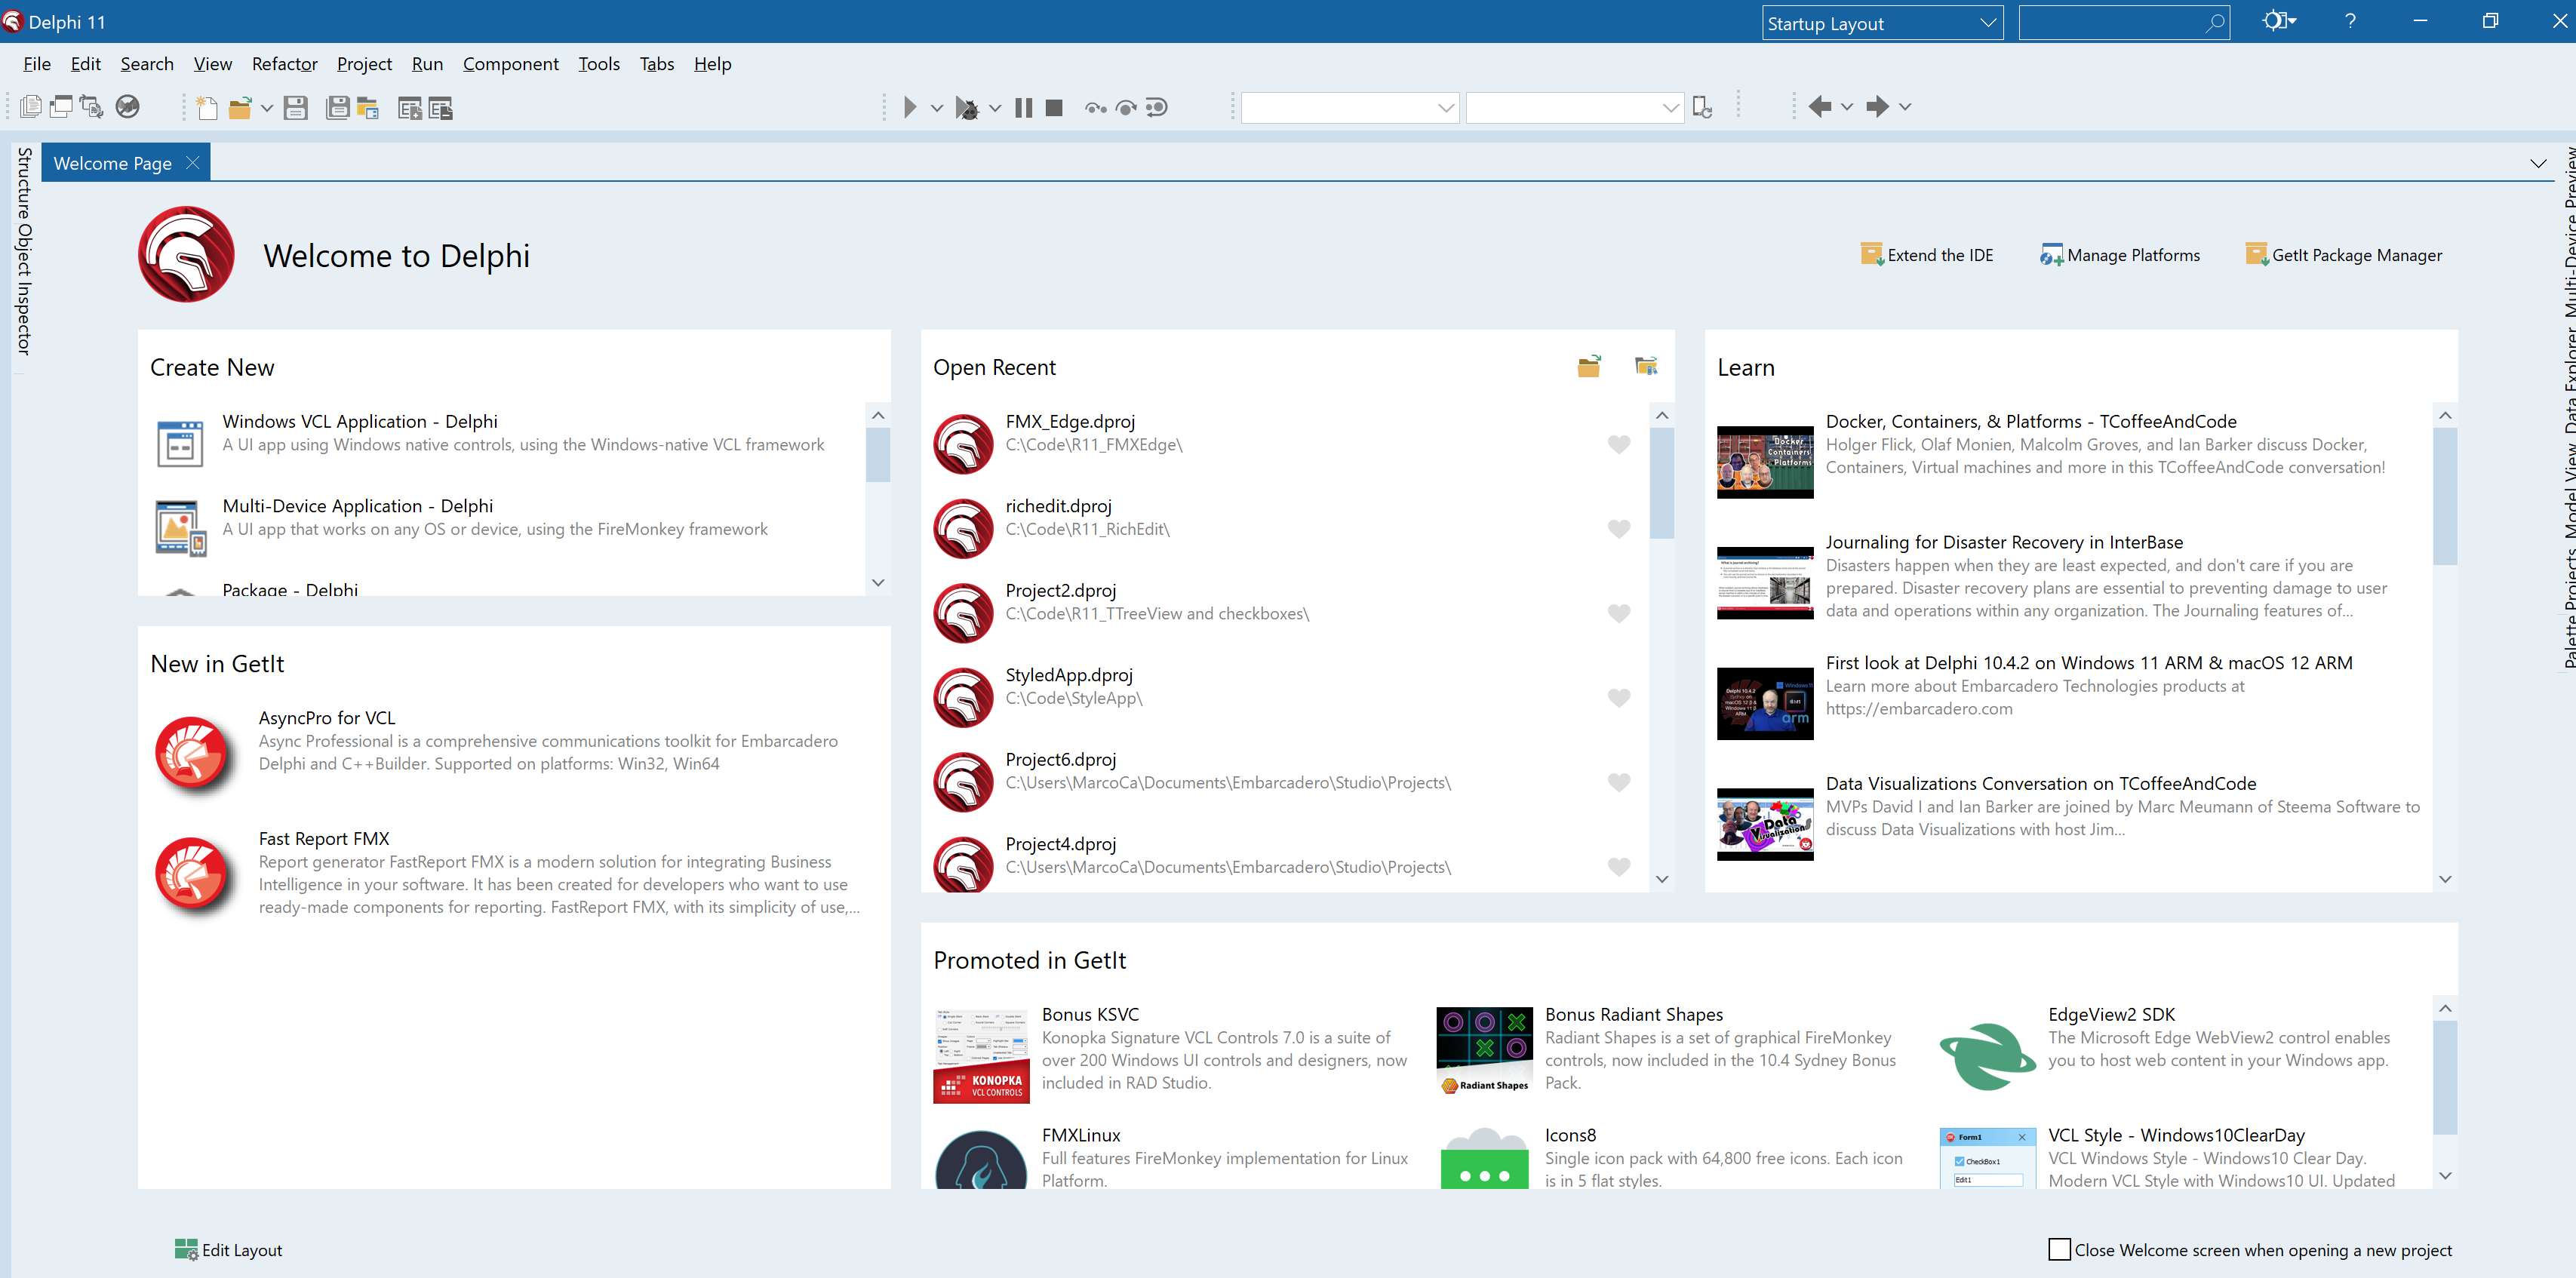 Delphi 11
Startup Layout
File Edit Search View Refactor Project Run Component Tools Tabs Help
Structure Object Inspector
Welcome Page
Multi-Device Preview
Data Explorer
Model View
Projects
Palette
Welcome to Delphi
Extend the IDE
Manage Platforms
GetIt Package Manager
Create New
Windows VCL Application - Delphi
A UI app using Windows native controls, using the Windows-native VCL framework
Multi-Device Application - Delphi
A UI app that works on any OS or device, using the FireMonkey framework
Package - Delphi
New in GetIt
AsyncPro for VCL
Async Professional is a comprehensive communications toolkit for Embarcadero
Delphi and C++Builder. Supported on platforms: Win32, Win64
Fast Report FMX
Report generator FastReport FMX is a modern solution for integrating Business
Intelligence in your software. It has been created for developers who want to use
ready-made components for reporting. FastReport FMX, with its simplicity of use,...
Open Recent
FMX_Edge.dproj
C:\Code\R11_FMXEdge\
richedit.dproj
C:\Code\R11_RichEdit\
Project2.dproj
C:\Code\R11_TTreeView and checkboxes\
StyledApp.dproj
C:\Code\StyleApp\
Project6.dproj
C:\Users\MarcoCa\Documents\Embarcadero\Studio\Projects\
Project4.dproj
C:\Users\MarcoCa\Documents\Embarcadero\Studio\Projects\
Learn
Docker
Containers
Platforms
Docker, Containers, & Platforms - TCoffeeAndCode
Holger Flick, Olaf Monien, Malcolm Groves, and Ian Barker discuss Docker,
Containers, Virtual machines and more in this TCoffeeAndCode conversation!
Journaling for Disaster Recovery in InterBase
Disasters happen when they are least expected, and don't care if you are
prepared. Disaster recovery plans are essential to preventing damage to user
data and operations within any organization. The Journaling features of...
Delphi 10.4.2
arm
First look at Delphi 10.4.2 on Windows 11 ARM & macOS 12 ARM
Learn more about Embarcadero Technologies products at
https://embarcadero.com
Data
Visualization
Data Visualizations Conversation on TCoffeeAndCode
MVPs David I and Ian Barker are joined by Marc Meumann of Steema Software to
discuss Data Visualizations with host Jim...
Promoted in GetIt
KONOPKA
VCL CONTROLS
Bonus KSVC
Konopka Signature VCL Controls 7.0 is a suite of
over 200 Windows UI controls and designers, now
included in RAD Studio.
Radiant Shapes
Bonus Radiant Shapes
Radiant Shapes is a set of graphical FireMonkey
controls, now included in the 10.4 Sydney Bonus
Pack.
EdgeView2 SDK
The Microsoft Edge WebView2 control enables
you to host web content in your Windows app.
FMXLinux
Full features FireMonkey implementation for Linux
Platform.
Icons8
Single icon pack with 64,800 free icons. Each icon
is in 5 flat styles.
Form1
CheckBox1
Edit1
VCL Style - Windows10ClearDay
VCL Windows Style - Windows10 Clear Day.
Modern VCL Style with Windows10 UI. Updated
Edit Layout
Close Welcome screen when opening a new project